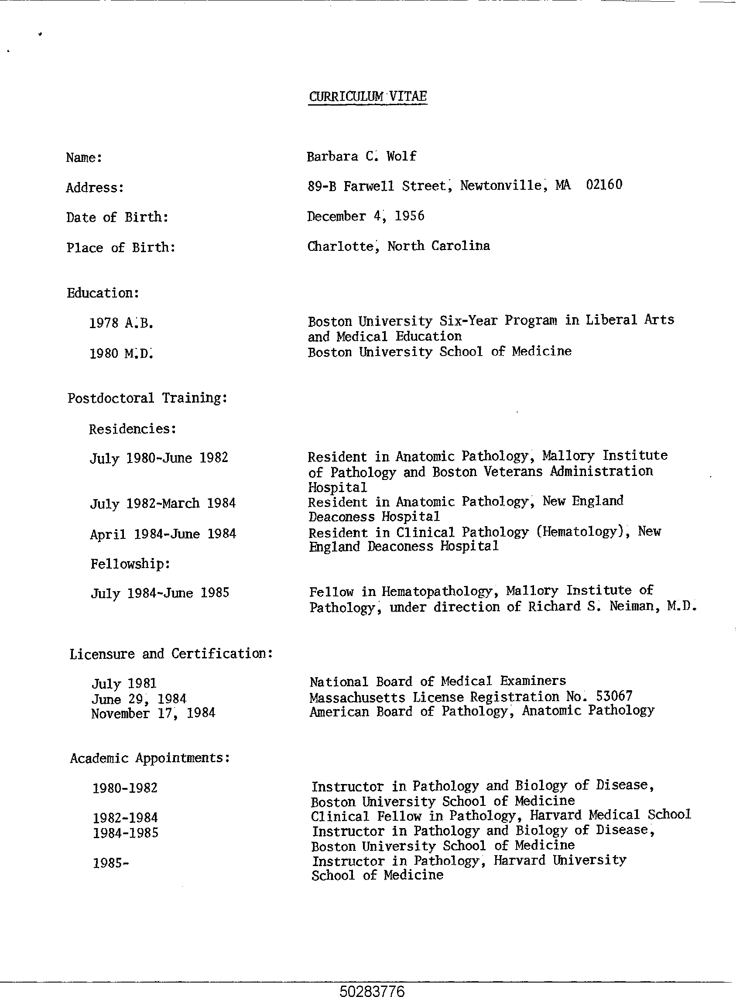 CURRICULUM VITAE
Name: Barbara C. Wolf
Address: 89-B Farwell Street, Newtonville, MA 02160
Date of Birth: December 4, 1956
Place of Birth: Charlotte, North Carolina
Education:
1978 A.B. Boston University Six-Year Program in Liberal Arts
and Medical Education
1980 M.D. Boston University School of Medicine
Postdoctoral Training:
Residencies:
July 1980-June 1982 Resident in Anatomic Pathology, Mallory Institute
of Pathology and Boston Veterans Administration
Hospital
July 1982-March 1984 Resident in Anatomic Pathology, New England
Deaconess Hospital
April 1984-June 1984 Resident in Clinical Pathology (Hematology), New
England Deaconess Hospital
Fellowship:
July 1984-June 1985 Fellow in Hematopathology, Mallory Institute of
Pathology, under direction of Richard S. Neiman, M.D.
Licensure and Certification:
July 1981 National Board of Medical Examiners
June 29, 1984 Massachusetts License Registration No. 53067
November 17, 1984 American Board of Pathology, Anatomic Pathology
Academic Appointments:
1980-1982 Instructor in Pathology and Biology of Disease,
Boston University School of Medicine
1982-1984 Clinical Fellow in Pathology, Harvard Medical School
1984-1985 Instructor in Pathology and Biology of Disease,
Boston University School of Medicine
1985- Instructor in Pathology, Harvard University
School of Medicine
50283776